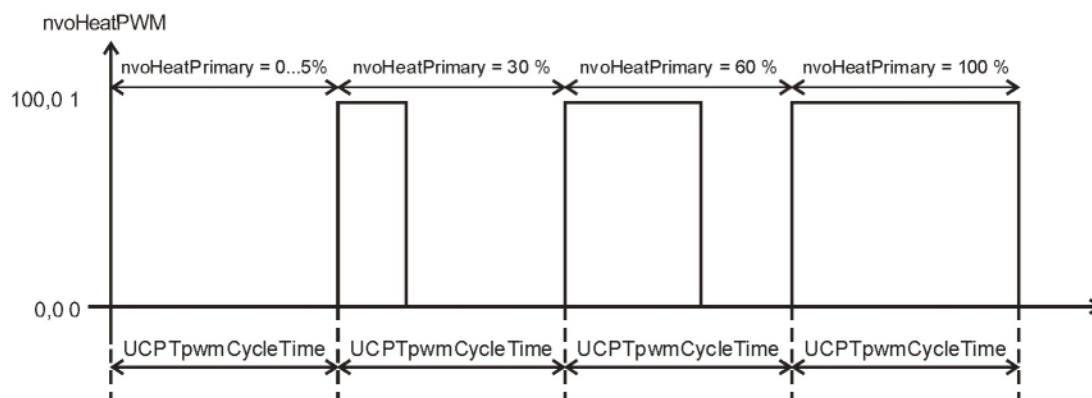 nvoHeatPWM
nvoHeatPrimary = 0...5% nvoHeatPrimary = 30 % nvoHeatPrimary = 60 % nvoHeatPrimary = 100 %
100,0 1
0,0 0
UCPTpwmCycleTime UCPTpwmCycleTime UCPTpwmCycleTime UCPTpwmCycleTime